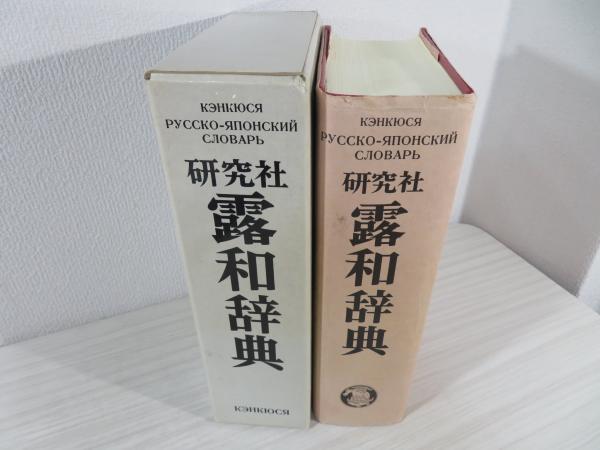 КЭНКЮСЯ
РУССКО-ЯПОНСКИЙ
СЛОВАРЬ
研究社
露和辞典
КЭНКЮСЯ
КЭНКЮСЯ
РУССКО-ЯПОНСКИЙ
СЛОВАРЬ
研究社
露和辞典